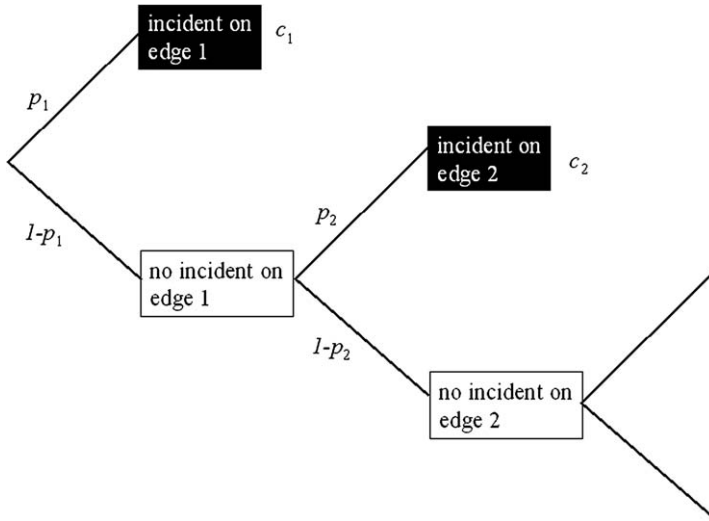 incident on
edge 1
c₁
p₁
incident on
edge 2
c₂
1-p₁
p₂
no incident on
edge 1
1-p₂
no incident on
edge 2